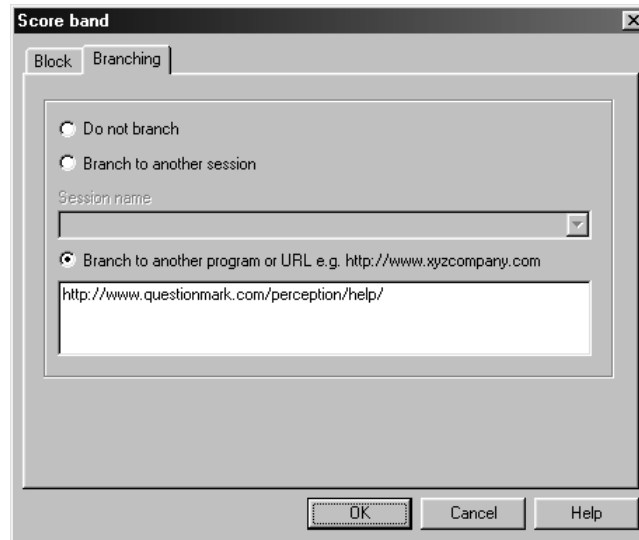 Score band
Block
Branching
Do not branch
Branch to another session
Session name
Branch to another program or URL e.g. http://www.xyzcompany.com
http://www.questionmark.com/perception/help/
OK
Cancel
Help